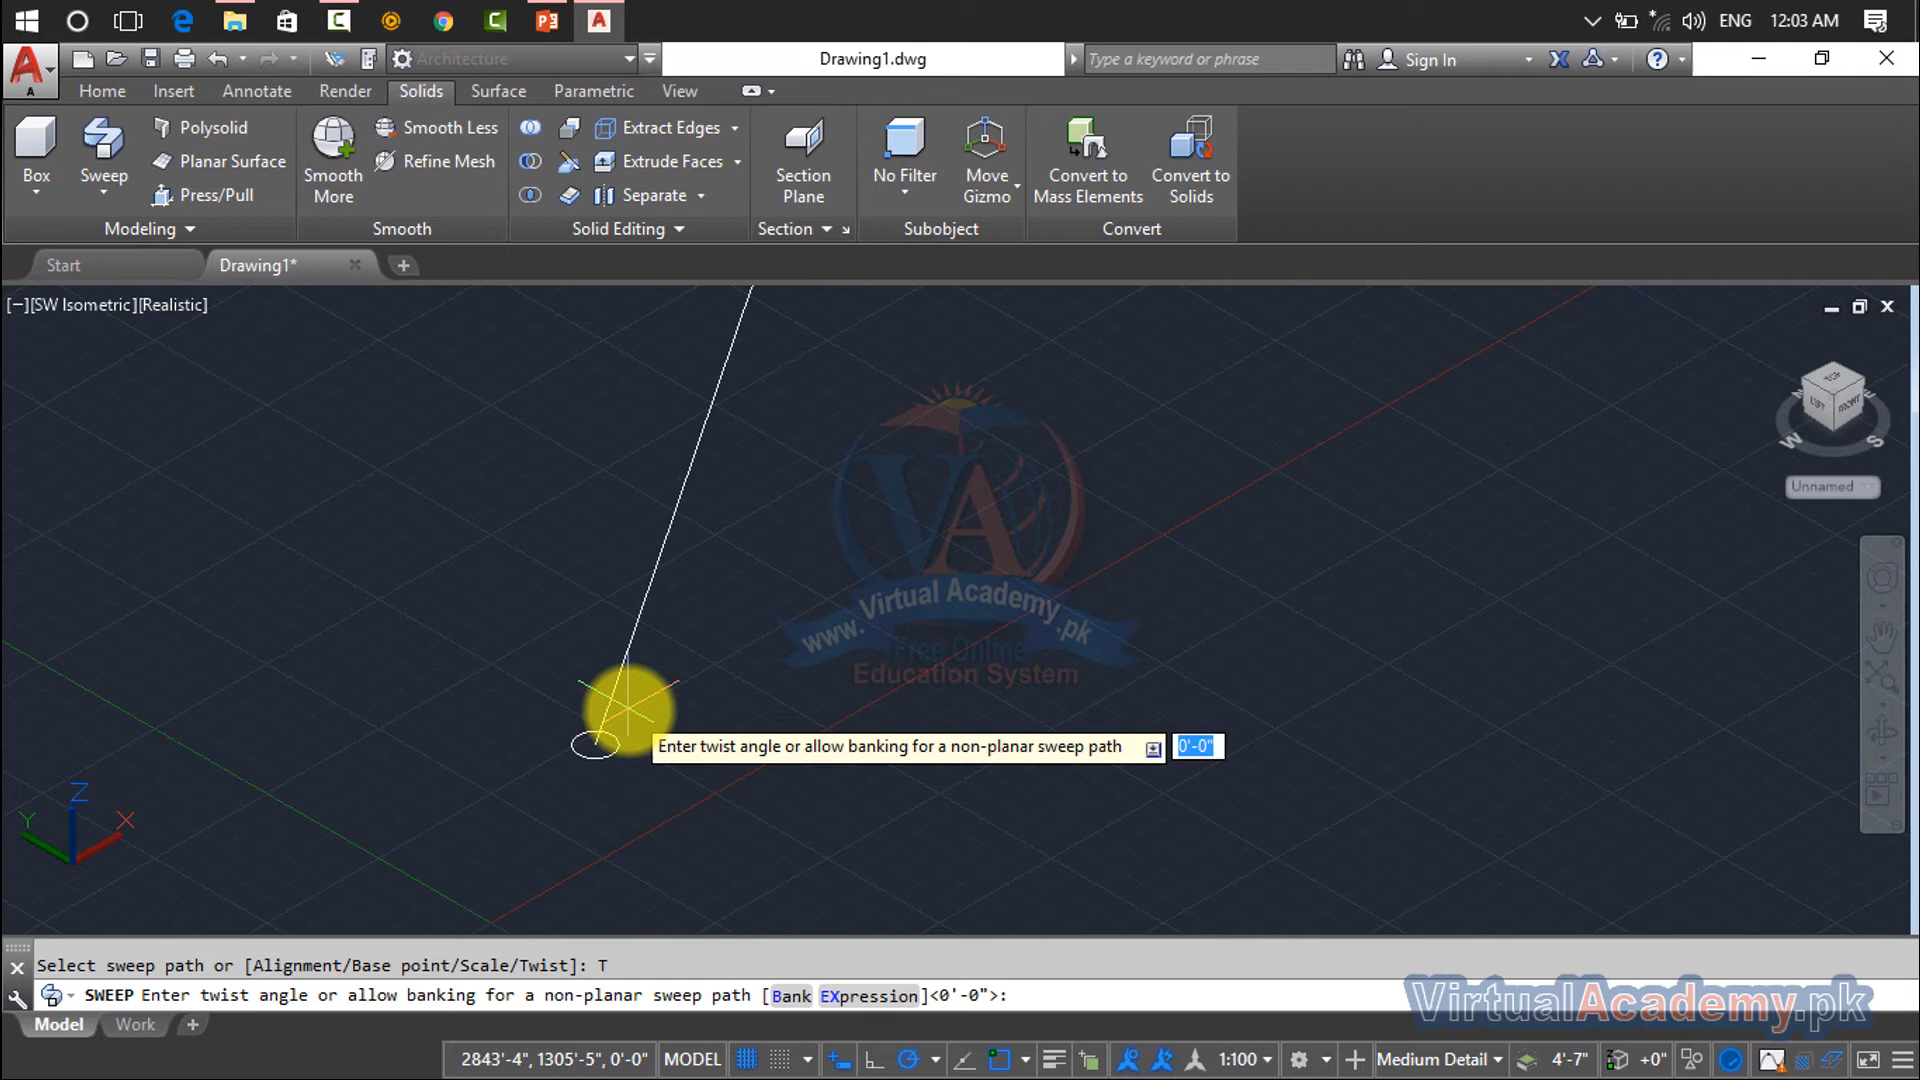 ENG 12:03 AM
Architecture
Drawing1.dwg
Type a keyword or phrase
Sign In
A
Home Insert Annotate Render Solids Surface Parametric View
Box
Sweep
Polysolid
Planar Surface
Press/Pull
Smooth More
Smooth Less
Refine Mesh
Extract Edges
Extrude Faces
Separate
Section Plane
No Filter
Move Gizmo
Convert to Mass Elements
Convert to Solids
Modeling Smooth Solid Editing Section Subobject Convert
Start Drawing1* +
[−][SW Isometric][Realistic]
TOP
LEFT FRONT
W S
Unnamed
VA
www.Virtual Academy.pk
Free Online
Education System
Enter twist angle or allow banking for a non-planar sweep path 0'-0"
Z
Y X
Select sweep path or [Alignment/Base point/Scale/Twist]: T
SWEEP Enter twist angle or allow banking for a non-planar sweep path [Bank EXpression]<0'-0">:
VirtualAcademy.pk
Model Work +
2843'-4", 1305'-5", 0'-0" MODEL 1:100 Medium Detail 4'-7" +0"